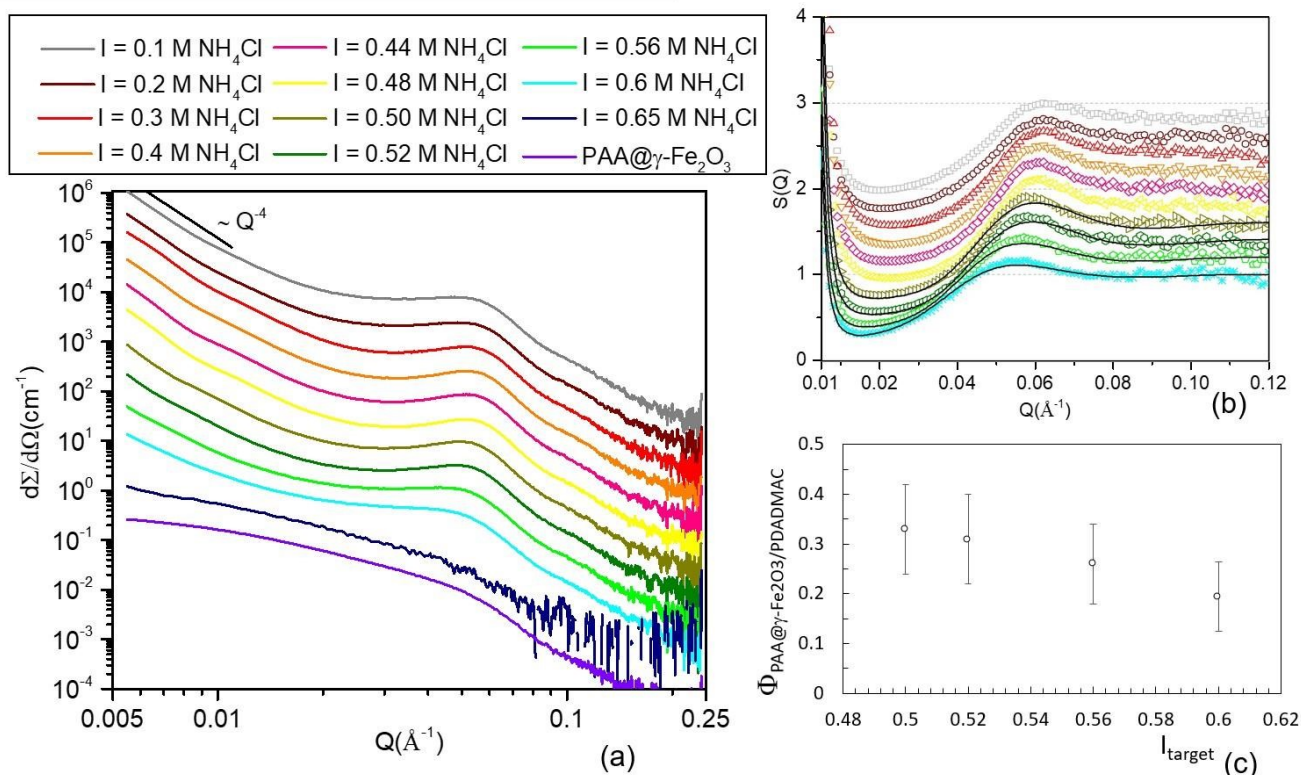 I = 0.1 M NH4Cl
I = 0.2 M NH4Cl
I = 0.3 M NH4Cl
I = 0.4 M NH4Cl
I = 0.44 M NH4Cl
I = 0.48 M NH4Cl
I = 0.50 M NH4Cl
I = 0.52 M NH4Cl
I = 0.56 M NH4Cl
I = 0.6 M NH4Cl
I = 0.65 M NH4Cl
PAA@γ-Fe2O3
10^6
10^5
10^4
10^3
10^2
10^1
10^0
10^-1
10^-2
10^-3
10^-4
dΣ/dΩ(cm^-1)
~ Q^-4
0.005
0.01
0.1
0.25
Q(Å^-1)
(a)
4
3
2
1
0
S(Q)
0.01
0.02
0.04
0.06
0.08
0.10
0.12
Q(Å^-1)
(b)
0.5
0.4
0.3
0.2
0.1
0
Φ PAA@γ-Fe2O3/PDADMAC
0.48
0.5
0.52
0.54
0.56
0.58
0.6
0.62
I target
(c)